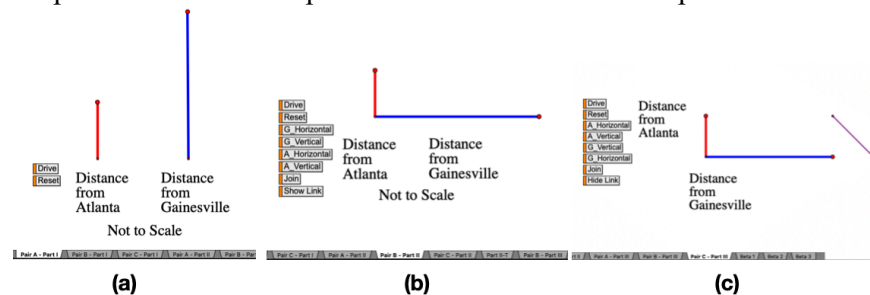 Drive
Reset
Distance
from
Atlanta
Distance
from
Gainesville
Not to Scale
Pair A - Part I
Pair B - Part I
Pair C - Part I
Pair A - Part II
Pair B - Par
(a)
Drive
Reset
G_Horizontal
G_Vertical
A_Horizontal
A_Vertical
Join
Show Link
Distance
from
Atlanta
Distance
from
Gainesville
Not to Scale
Pair C - Part I
Pair A - Part II
Pair B - Part II
Pair C - Part II
Part II-T
Pair B - Part III
(b)
Drive
Reset
A_Horizontal
A_Vertical
G_Vertical
G_Horizontal
Join
Hide Link
Distance
from
Atlanta
Distance
from
Gainesville
Pair A - Part III
Pair B - Part III
Pair C - Part III
Beta 1
Beta 2
Beta 3
(c)